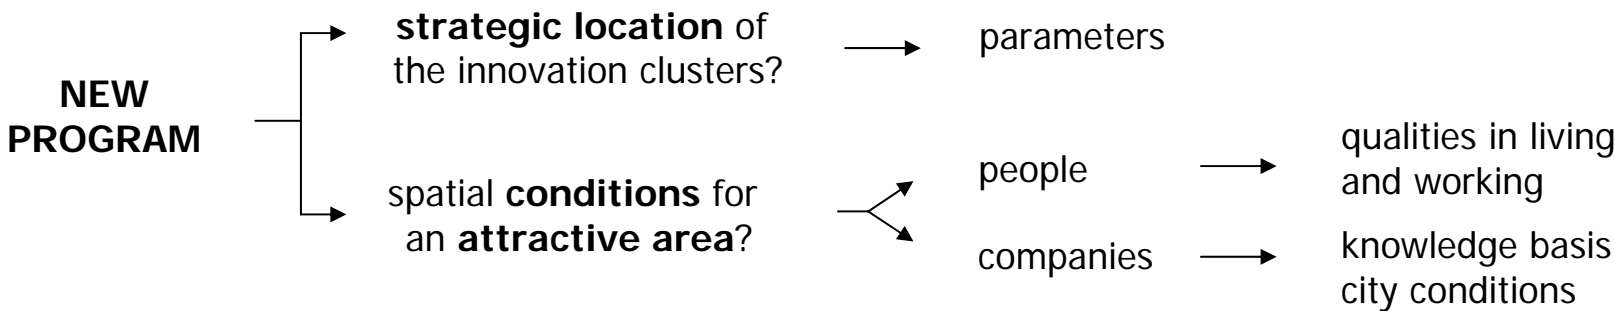 NEW
PROGRAM
strategic location of
the innovation clusters?
parameters
spatial conditions for
an attractive area?
people
qualities in living
and working
companies
knowledge basis
city conditions